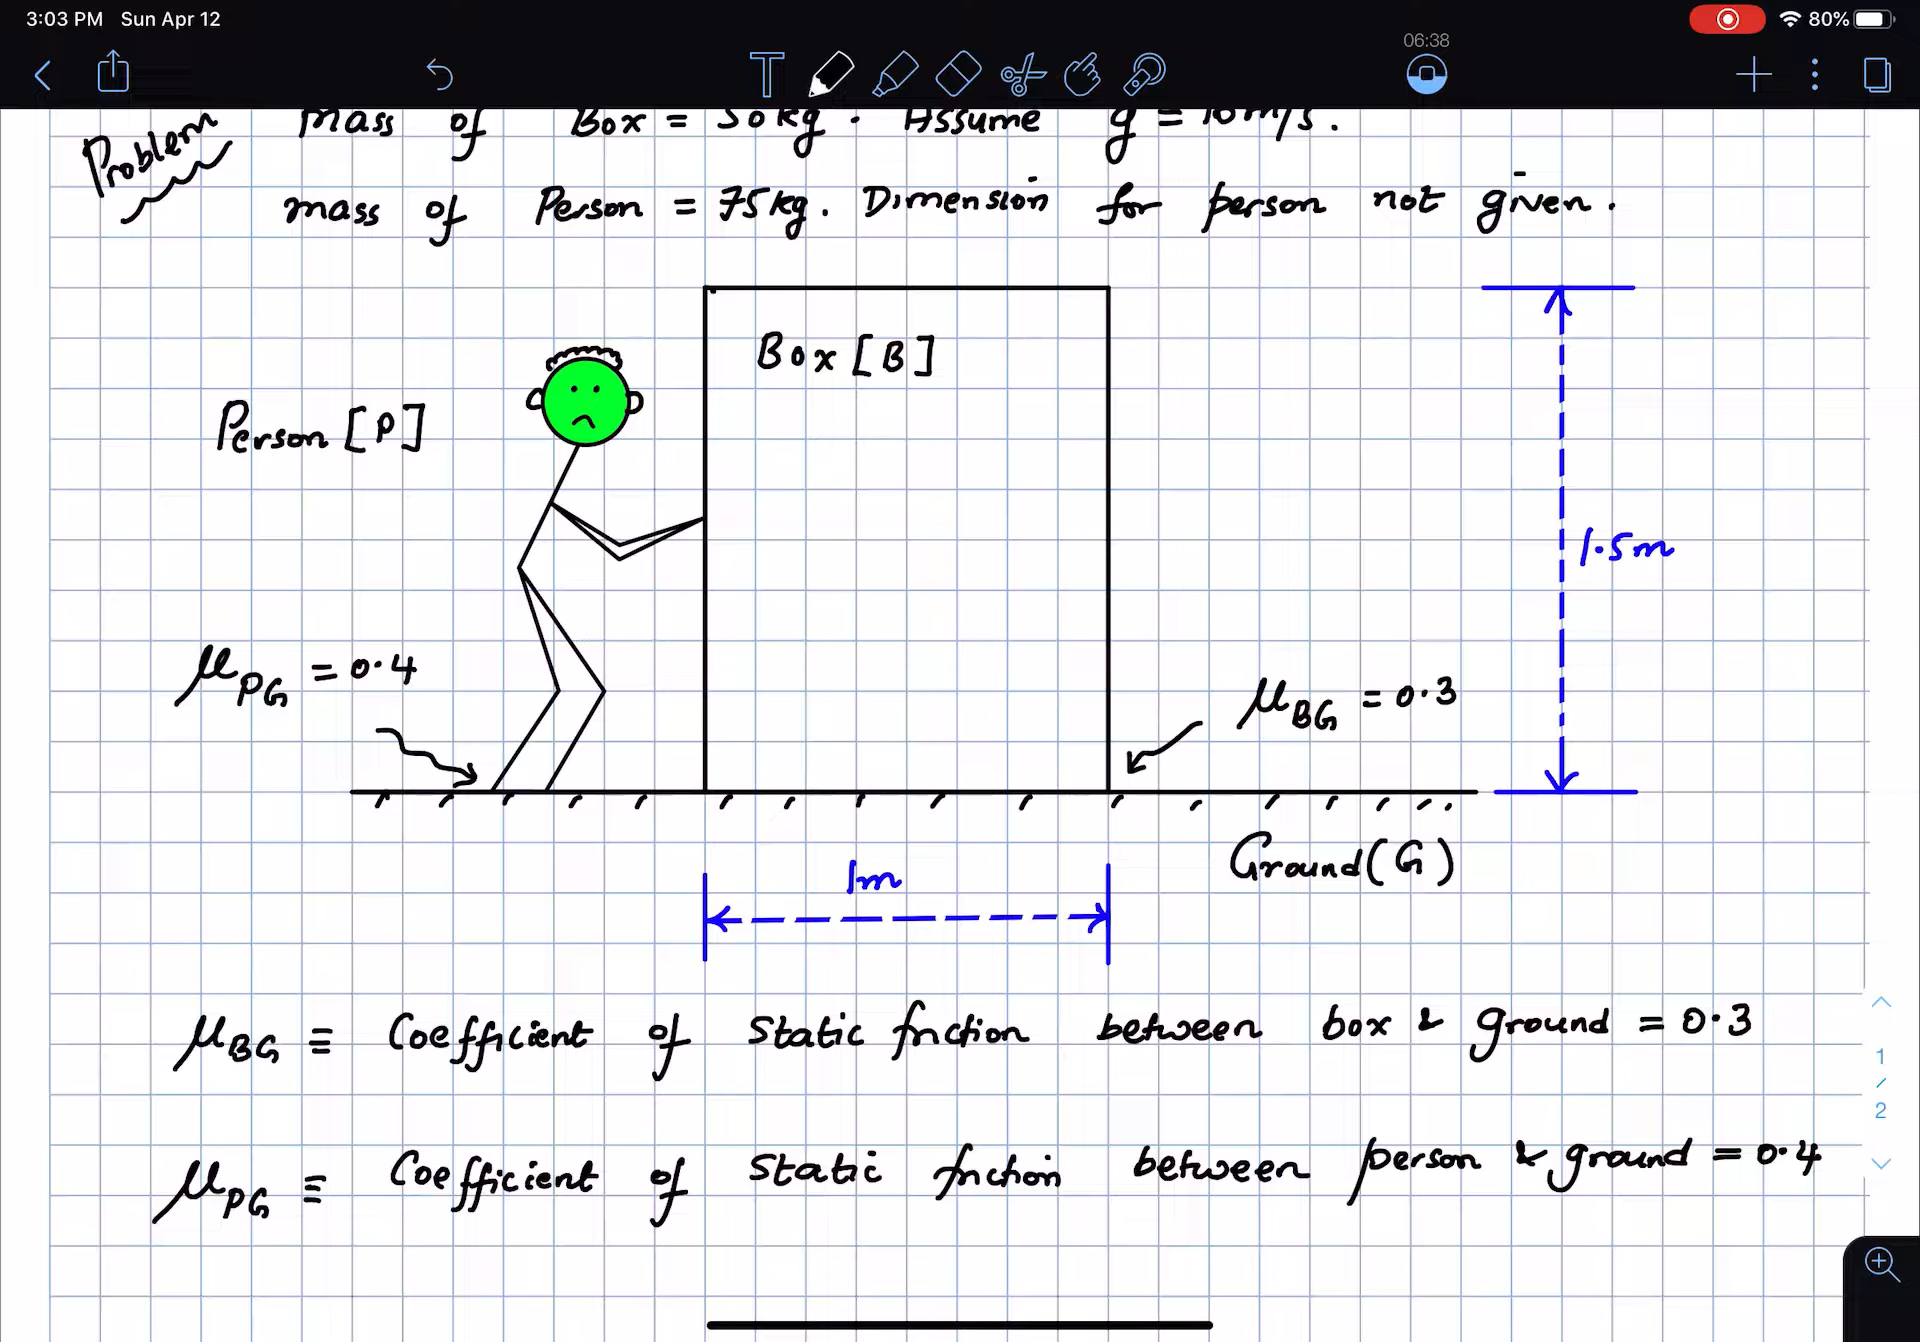 3:03 PM Sun Apr 12
80%
06:38
T
Problem
Mass of Box = 50kg. Assume g = 10m/s.
mass of Person = 75kg. Dimension for person not given.
Box [B]
Person [P]
1.5m
μPG = 0.4
μBG = 0.3
Ground (G)
1m
μBG ≡ Coefficient of Static friction between box & ground = 0.3
1
/
2
μPG ≡ Coefficient of Static friction between person & ground = 0.4